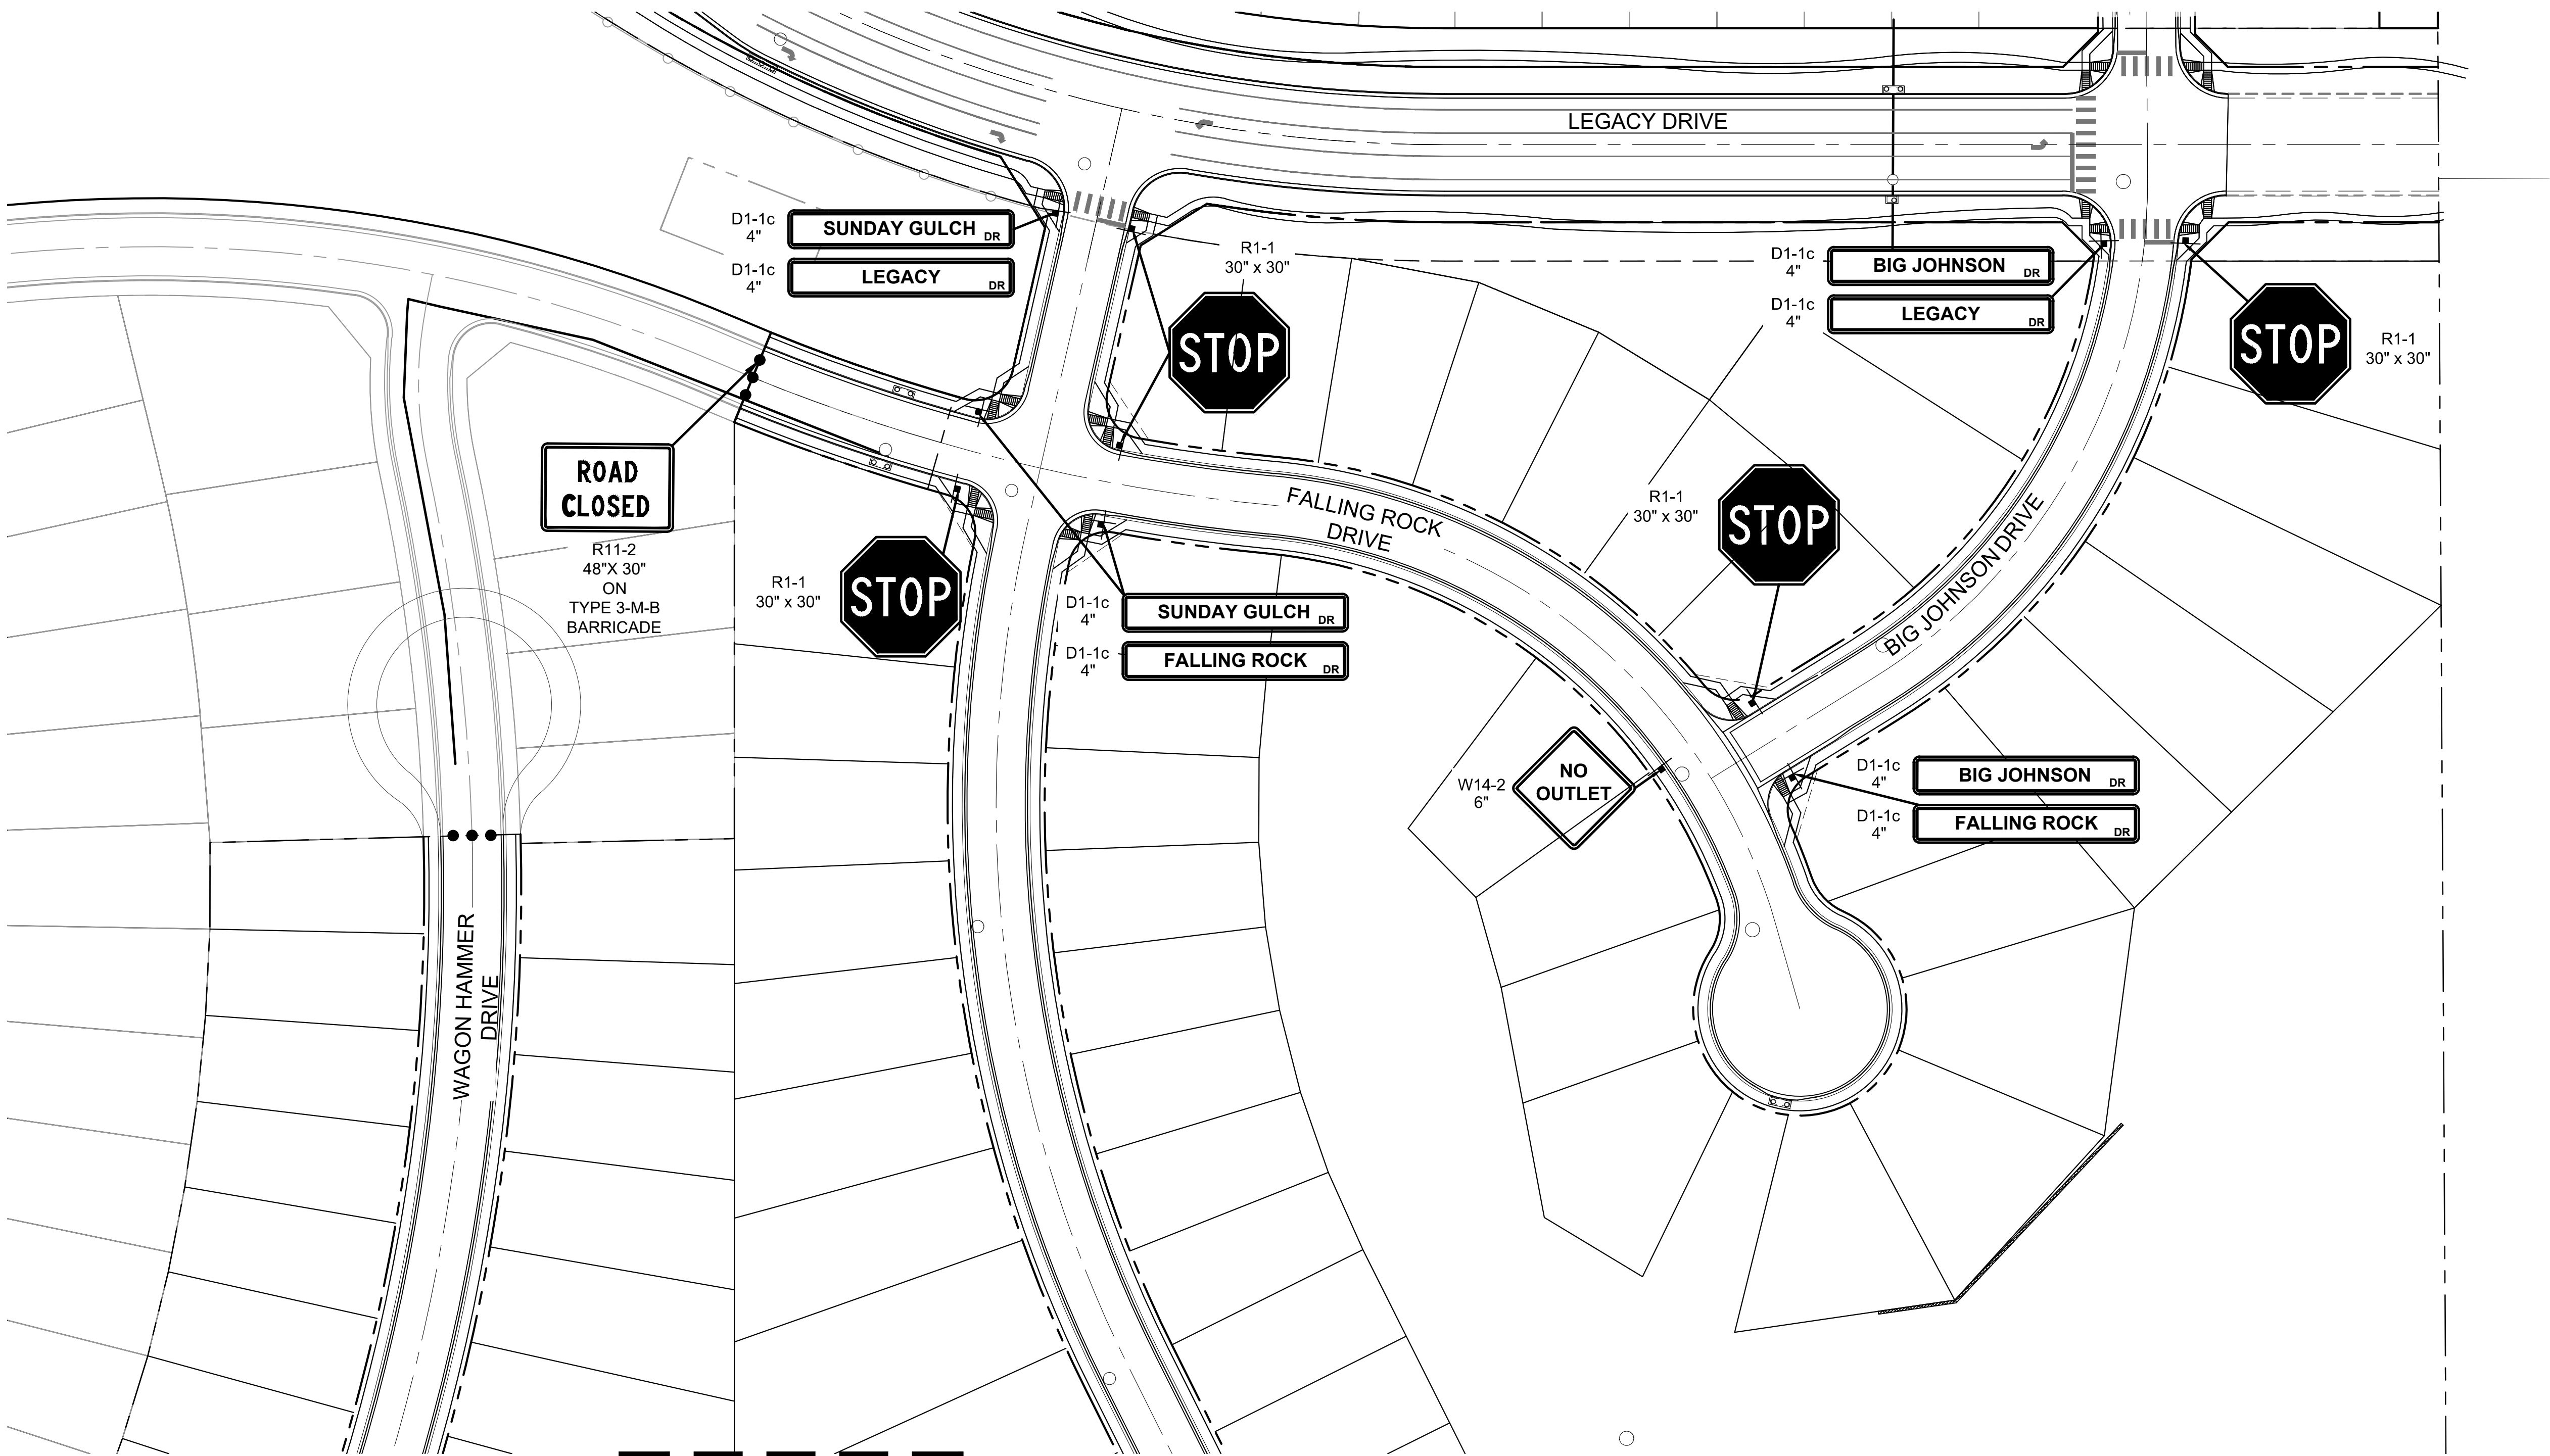 LEGACY DRIVE
D1-1c
4"
SUNDAY GULCH DR
D1-1c
4"
LEGACY DR
R1-1
30" x 30"
STOP
D1-1c
4"
BIG JOHNSON DR
D1-1c
4"
LEGACY DR
STOP
R1-1
30" x 30"
ROAD
CLOSED
R11-2
48"X 30"
ON
TYPE 3-M-B
BARRICADE
R1-1
30" x 30"
STOP
FALLING ROCK
DRIVE
R1-1
30" x 30"
STOP
BIG JOHNSON DRIVE
D1-1c
4"
SUNDAY GULCH DR
D1-1c
4"
FALLING ROCK DR
W14-2
6"
NO
OUTLET
D1-1c
4"
BIG JOHNSON DR
D1-1c
4"
FALLING ROCK DR
WAGON HAMMER
DRIVE